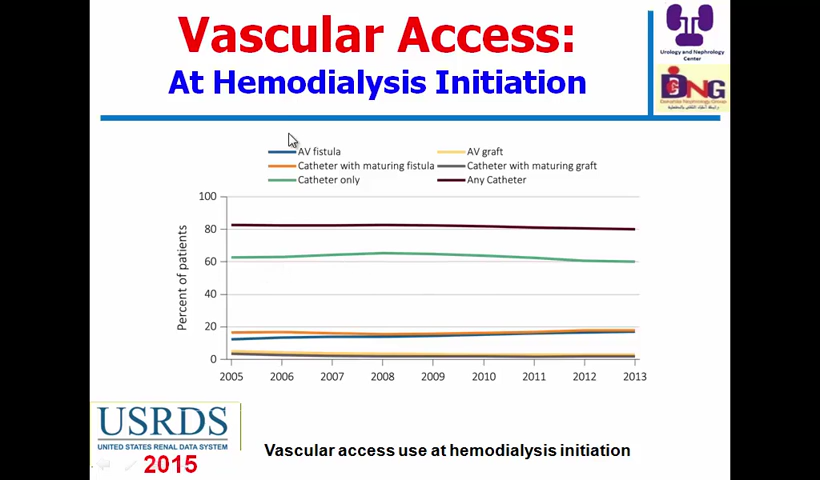 Vascular Access:
At Hemodialysis Initiation
Urology and Nephrology
Center
AV fistula
AV graft
Catheter with maturing fistula
Catheter with maturing graft
Catheter only
Any Catheter
Percent of patients
100
80
60
40
20
0
2005 2006 2007 2008 2009 2010 2011 2012 2013
USRDS
UNITED STATES RENAL DATA SYSTEM
2015
Vascular access use at hemodialysis initiation